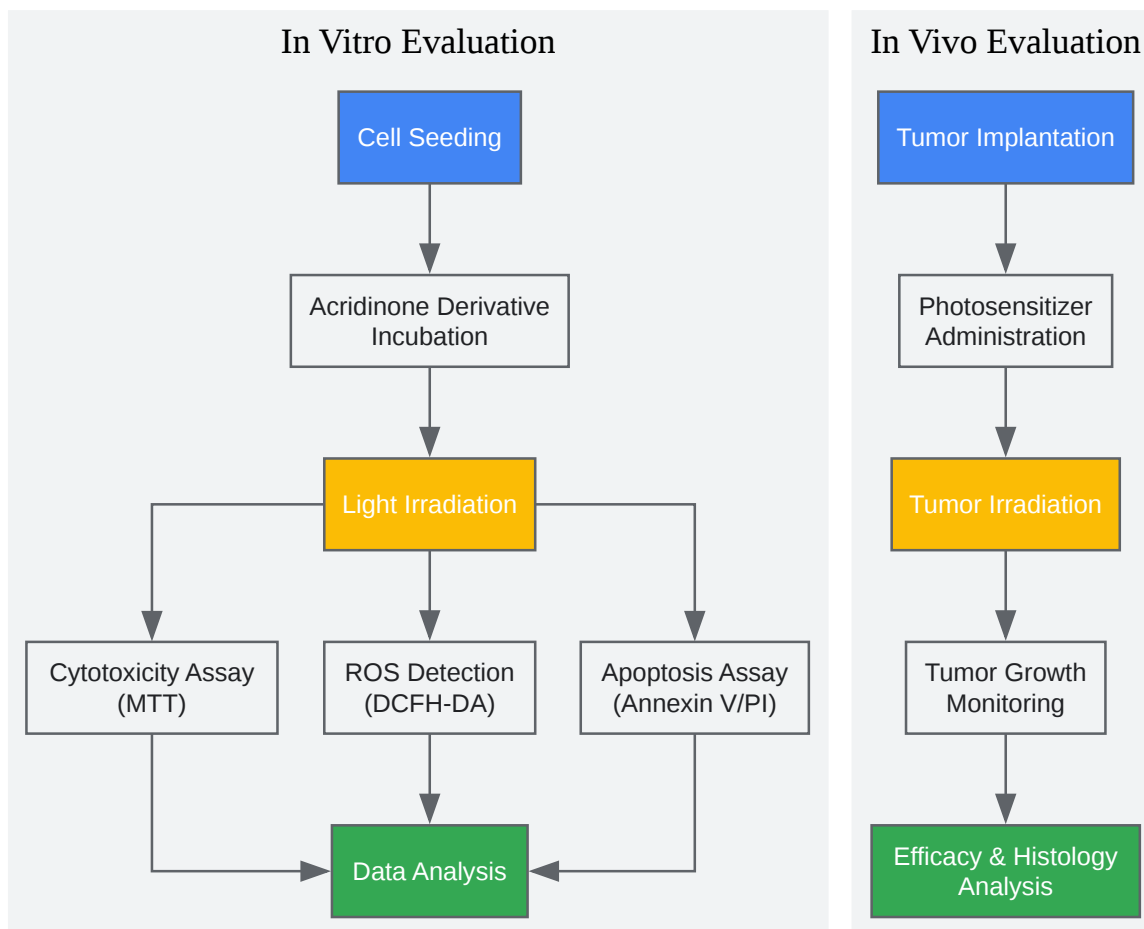 In Vitro Evaluation
Cell Seeding
Acridinone Derivative
Incubation
Light Irradiation
Cytotoxicity Assay
(MTT)
ROS Detection
(DCFH-DA)
Apoptosis Assay
(Annexin V/PI)
Data Analysis
In Vivo Evaluation
Tumor Implantation
Photosensitizer
Administration
Tumor Irradiation
Tumor Growth
Monitoring
Efficacy & Histology
Analysis